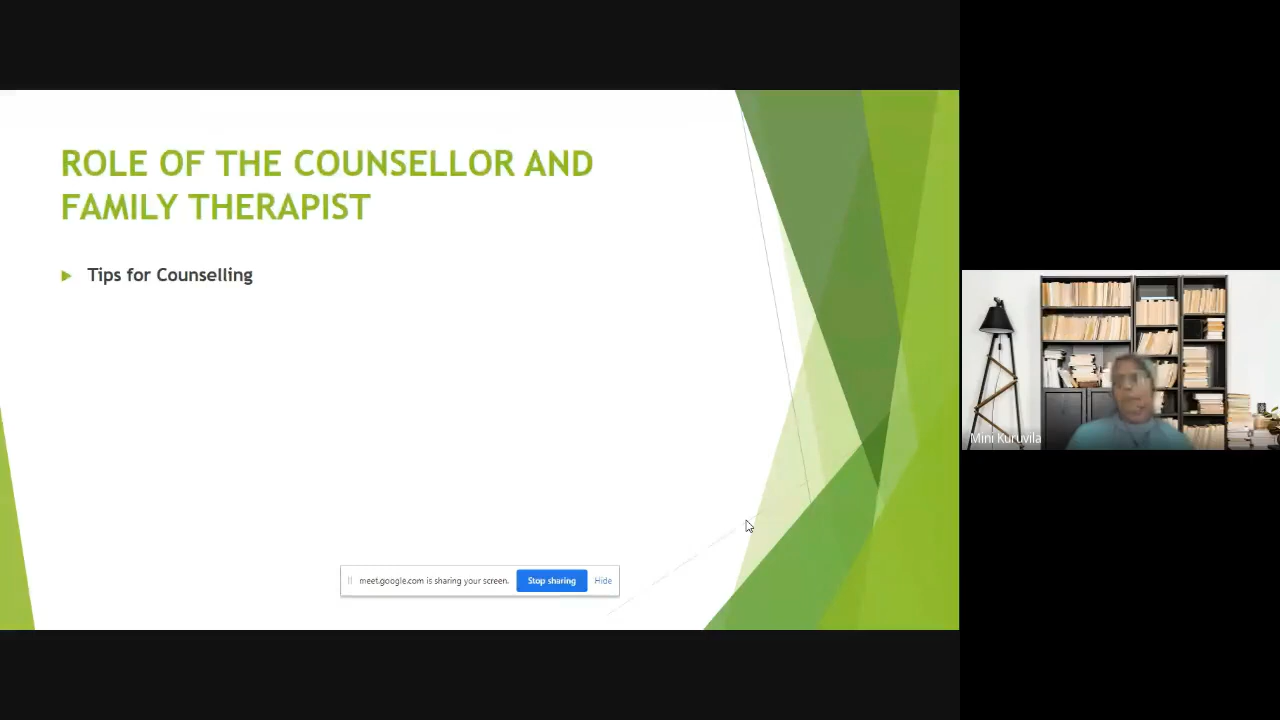 ROLE OF THE COUNSELLOR AND
FAMILY THERAPIST
Tips for Counselling
meet.google.com is sharing your screen.
Stop sharing
Hide
Mini Kuruvila